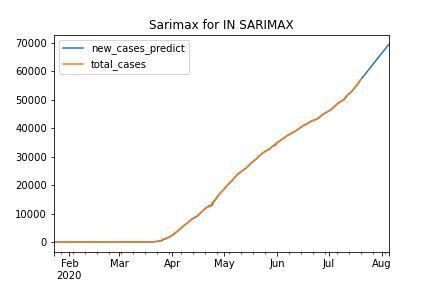 Sarimax for IN SARIMAX
new_cases_predict
total_cases
70000
60000
50000
40000
30000
20000
10000
0
Feb Mar Apr May Jun Jul Aug
2020